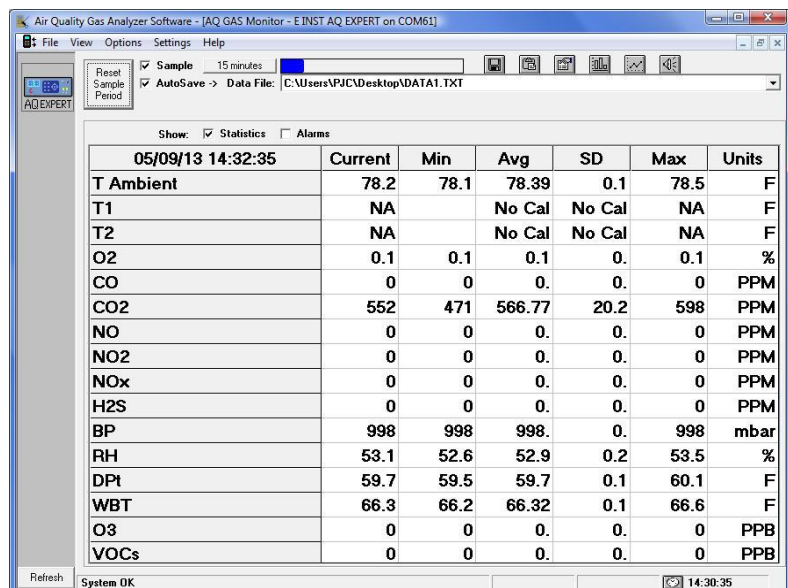 Air Quality Gas Analyzer Software - [AQ GAS Monitor - E INST AQ EXPERT on COM61]
File View Options Settings Help
Reset Sample Period
Sample 15 minutes
AutoSave -> Data File: C:\Users\PJC\Desktop\DATA1.TXT
AQ EXPERT
Show: Statistics Alarms
05/09/13 14:32:35 Current Min Avg SD Max Units
T Ambient 78.2 78.1 78.39 0.1 78.5 F
T1 NA No Cal No Cal NA F
T2 NA No Cal No Cal NA F
O2 0.1 0.1 0.1 0. 0.1 %
CO 0 0 0. 0. 0 PPM
CO2 552 471 566.77 20.2 598 PPM
NO 0 0 0. 0. 0 PPM
NO2 0 0 0. 0. 0 PPM
NOx 0 0 0. 0. 0 PPM
H2S 0 0 0. 0. 0 PPM
BP 998 998 998. 0. 998 mbar
RH 53.1 52.6 52.9 0.2 53.5 %
DPt 59.7 59.5 59.7 0.1 60.1 F
WBT 66.3 66.2 66.32 0.1 66.6 F
O3 0 0 0. 0. 0 PPB
VOCs 0 0 0. 0. 0 PPB
Refresh System OK 14:30:35